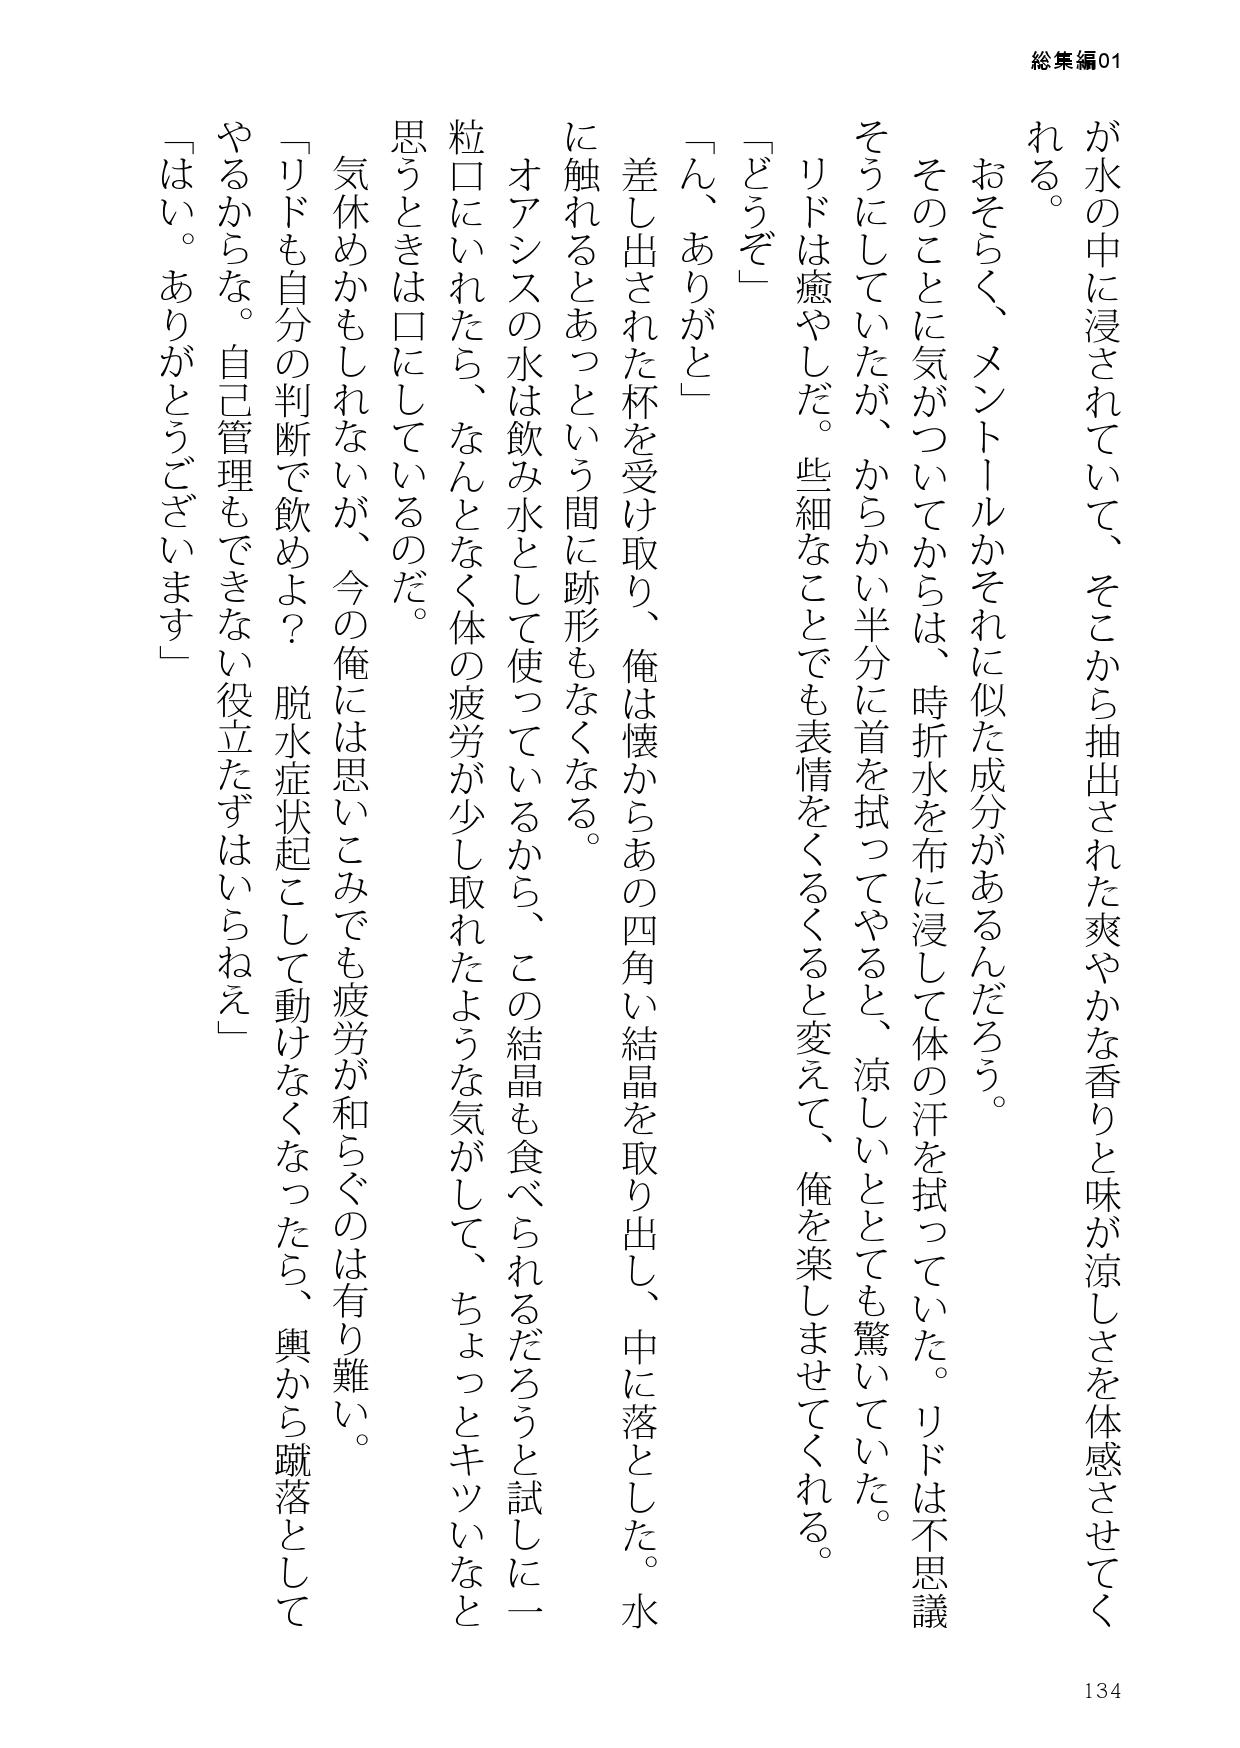 総集編01
が水の中に浸されていて、そこから抽出された爽やかな香りと味が涼しさを体感させてく
れる。
　おそらく、メントールかそれに似た成分があるんだろう。
　そのことに気がついてからは、時折水を布に浸して体の汗を拭っていた。リドは不思議
そうにしていたが、からかい半分に首を拭ってやると、涼しいととても驚いていた。
　リドは癒やしだ。些細なことでも表情をくるくると変えて、俺を楽しませてくれる。
「どうぞ」
「ん、ありがと」
　差し出された杯を受け取り、俺は懐からあの四角い結晶を取り出し、中に落とした。水
に触れるとあっという間に跡形もなくなる。
　オアシスの水は飲み水として使っているから、この結晶も食べられるだろうと試しに一
粒口にいれたら、なんとなく体の疲労が少し取れたような気がして、ちょっとキツいなと
思うときは口にしているのだ。
　気休めかもしれないが、今の俺には思いこみでも疲労が和らぐのは有り難い。
「リドも自分の判断で飲めよ？　脱水症状起こして動けなくなったら、輿から蹴落として
やるからな。自己管理もできない役立たずはいらねえ」
「はい。ありがとうございます」
134